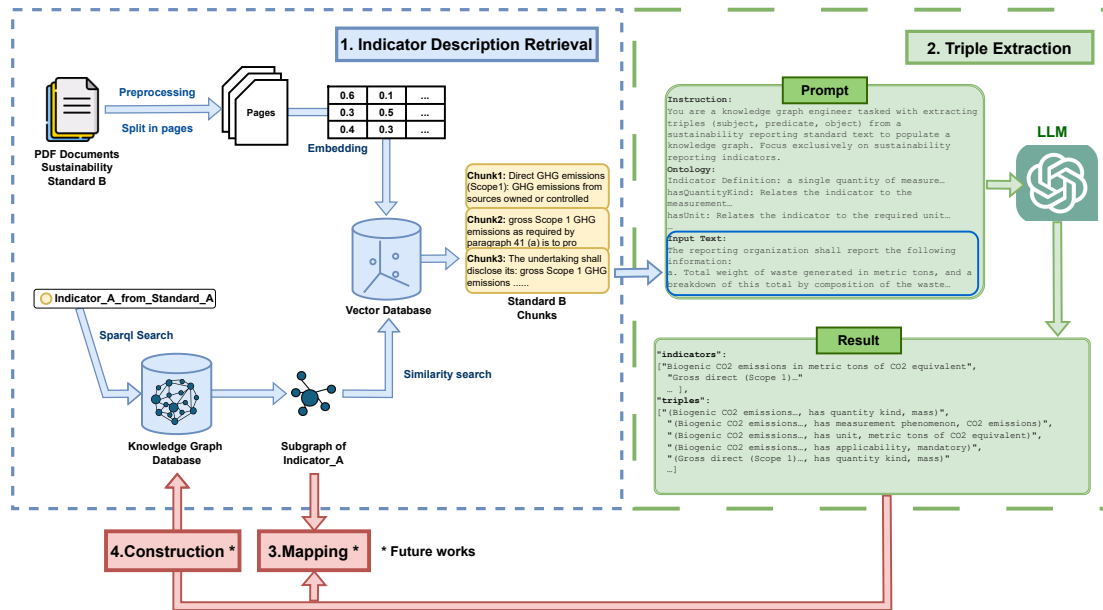 1. Indicator Description Retrieval
Preprocessing
Split in pages
PDF Documents
Sustainability
Standard B
Pages
0.6 0.1 ...
0.3 0.5 ...
0.4 0.3 ...
Embedding
Chunk1: Direct GHG emissions
(Scope1): GHG emissions from
sources owned or controlled
Chunk2: gross Scope 1 GHG
emissions as required by
paragraph 41 (a) is to pro
Chunk3: The undertaking shall
disclose its: gross Scope 1 GHG
emissions ......
Standard B
Chunks
Vector Database
Indicator_A_from_Standard_A
Sparql Search
Similarity search
Knowledge Graph
Database
Subgraph of
Indicator_A
2. Triple Extraction
Prompt
Instruction:
You are a knowledge graph engineer tasked with extracting
triples (subject, predicate, object) from a
sustainability reporting standard text to populate a
knowledge graph. Focus exclusively on sustainability
reporting indicators.
Ontology:
Indicator Definition: a single quantity of measure…
hasQuantityKind: Relates the indicator to the
measurement…
hasUnit: Relates the indicator to the required unit…
…
Input Text:
The reporting organization shall report the following
information:
a. Total weight of waste generated in metric tons, and a
breakdown of this total by composition of the waste…
LLM
Result
"indicators":
["Biogenic CO2 emissions in metric tons of CO2 equivalent",
"Gross direct (Scope 1)…"
… ],
"triples":
["(Biogenic CO2 emissions…, has quantity kind, mass)",
"(Biogenic CO2 emissions…, has measurement phenomenon, CO2 emissions)",
"(Biogenic CO2 emissions…, has unit, metric tons of CO2 equivalent)",
"(Biogenic CO2 emissions…, has applicability, mandatory)",
"(Gross direct (Scope 1)…, has quantity kind, mass)"
…]
4.Construction *
3.Mapping *
* Future works